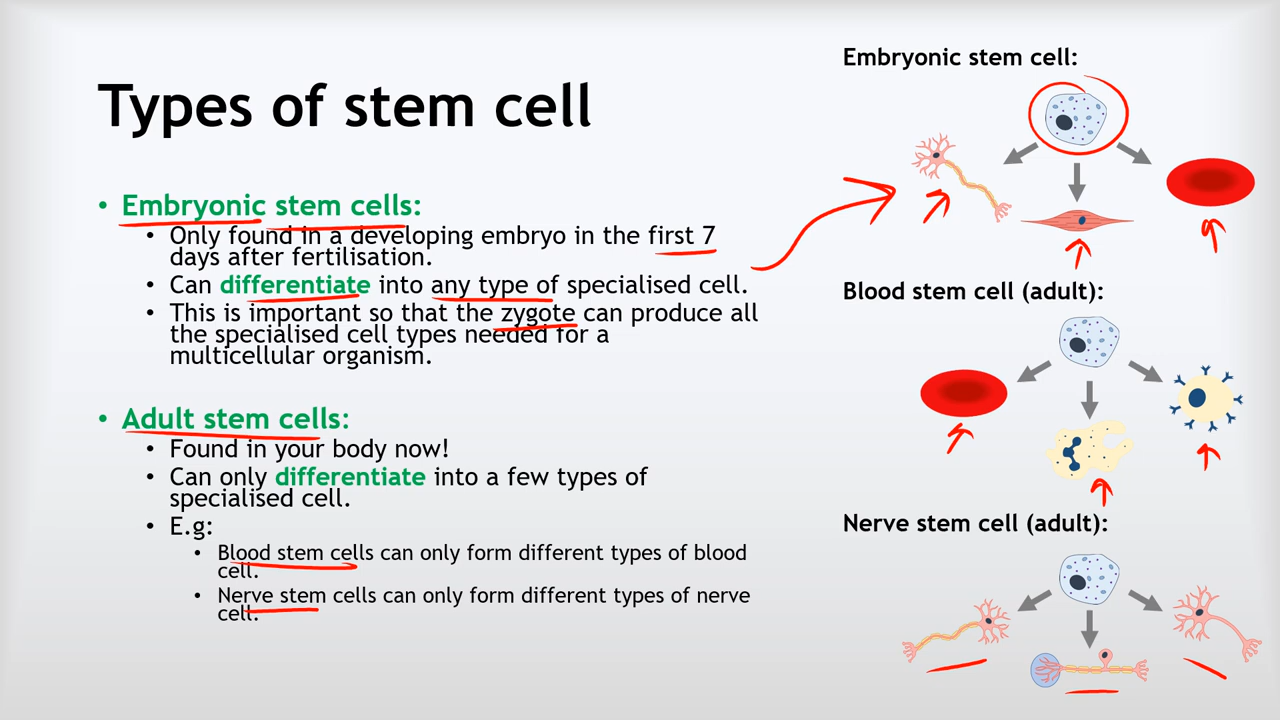 Types of stem cell
• Embryonic stem cells:
• Only found in a developing embryo in the first 7
days after fertilisation.
• Can differentiate into any type of specialised cell.
• This is important so that the zygote can produce all
the specialised cell types needed for a
multicellular organism.
• Adult stem cells:
• Found in your body now!
• Can only differentiate into a few types of
specialised cell.
• E.g:
• Blood stem cells can only form different types of blood
cell.
• Nerve stem cells can only form different types of nerve
cell.
Embryonic stem cell:
Blood stem cell (adult):
Nerve stem cell (adult):